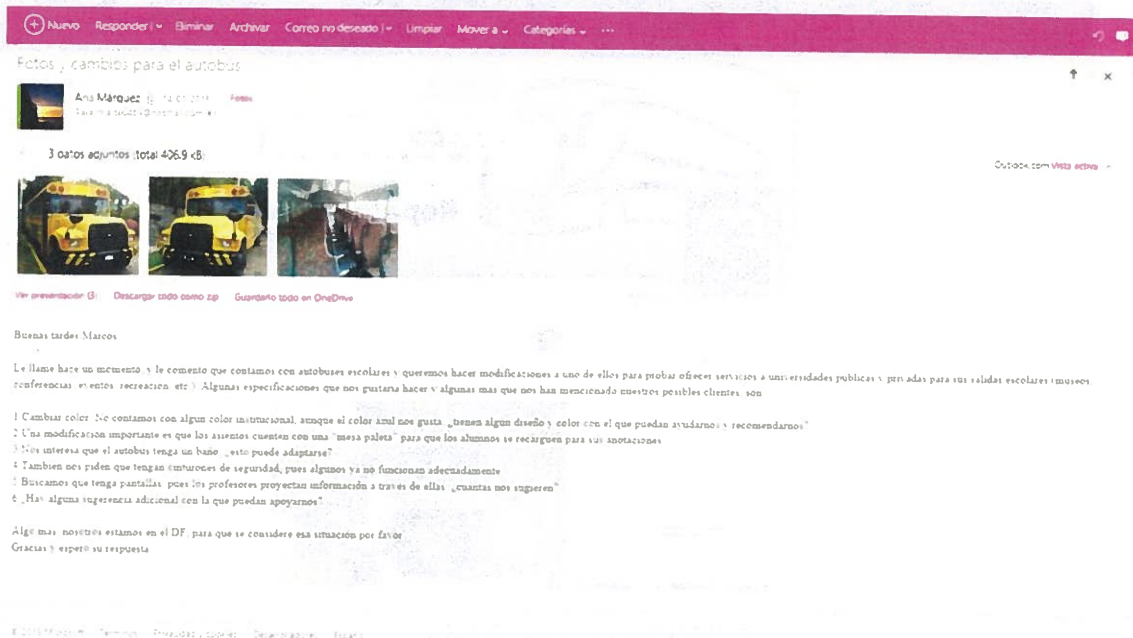 Nuevo Responder Eliminar Archivar Correo no deseado Limpiar Mover a Categorías ...
Fotos y cambios para el autobus
Ana Márquez Fotos
3 datos adjuntos (total 406.9 kB)
Outlook.com Vista activa
Ver presentación (3) Descargar todo como zip Guardarlo todo en OneDrive
Buenas tardes Marcos
Le llame hace un momento, y le comento que contamos con autobuses escolares y queremos hacer modificaciones a uno de ellos para probar ofrecer servicios a universidades publicas y privadas para sus salidas escolares (museos,
conferencias, eventos, recreacion, etc.). Algunas especificaciones que nos gustaria hacer y algunas mas que nos han mencionado nuestros posibles clientes, son
1 Cambiar color. No contamos con algun color institucional, aunque el color azul nos gusta, ¿tienen algun diseño y color con el que puedan ayudarnos y recomendarnos?
2 Una modificación importante es que los asientos cuenten con una "mesa paleta" para que los alumnos se recarguen para sus anotaciones
3 Nos interesa que el autobus tenga un baño, ¿esto puede adaptarse?
4 Tambien nos piden que tengan cinturones de seguridad, pues algunos ya no funcionan adecuadamente
5 Buscamos que tenga pantallas, pues los profesores proyectan información a traves de ellas, ¿cuantas nos sugieren?
6 ¿Hay alguna sugerencia adicional con la que puedan apoyarnos?
Algo mas, nosotros estamos en el DF, para que se considere esa situación por favor
Gracias y espero su respuesta
© 2015 Microsoft Términos Privacidad y cookies Desarrolladores Español